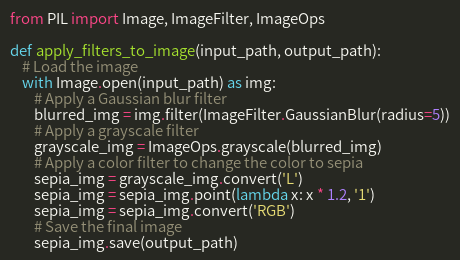 from PIL import Image, ImageFilter, ImageOps

def apply_filters_to_image(input_path, output_path):
    # Load the image
    with Image.open(input_path) as img:
        # Apply a Gaussian blur filter
        blurred_img = img.filter(ImageFilter.GaussianBlur(radius=5))
        # Apply a grayscale filter
        grayscale_img = ImageOps.grayscale(blurred_img)
        # Apply a color filter to change the color to sepia
        sepia_img = grayscale_img.convert('L')
        sepia_img = sepia_img.point(lambda x: x * 1.2, '1')
        sepia_img = sepia_img.convert('RGB')
        # Save the final image
        sepia_img.save(output_path)